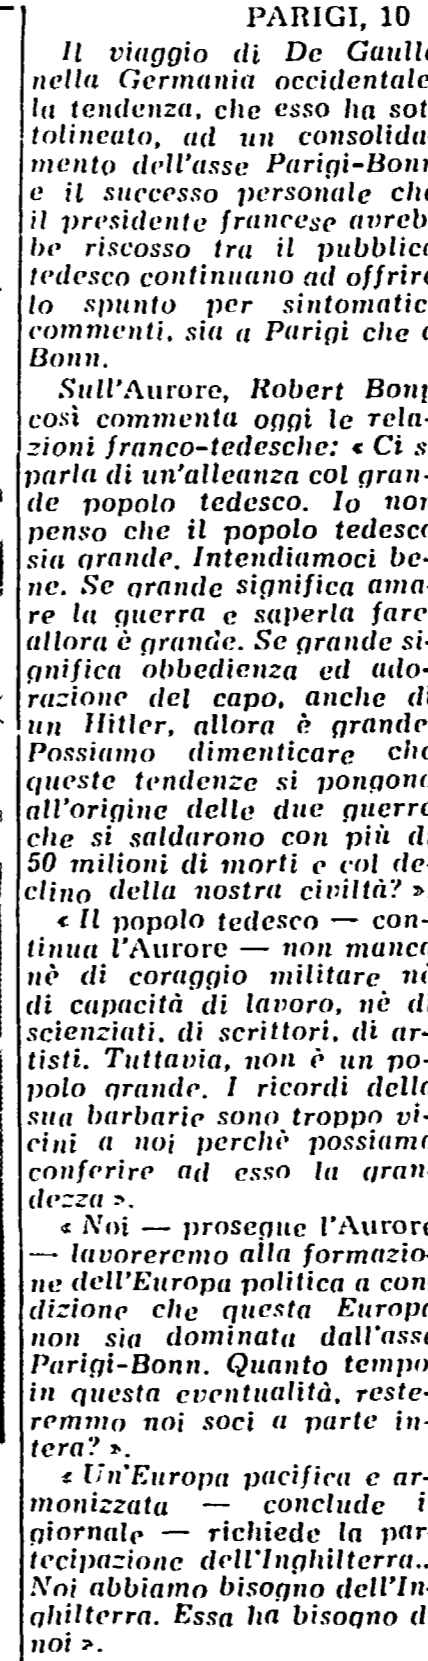 PARIGI, 10
Il viaggio di De Gaulle
nella Germania occidentale,
la tendenza, che esso ha sot-
tolineato, ad un consolida-
mento dell'asse Parigi-Bonn
e il successo personale che
il presidente francese avreb-
be riscosso tra il pubblico
tedesco continuano ad offrire
lo spunto per sintomatici
commenti, sia a Parigi che a
Bonn.
Sull'Aurore, Robert
così commenta oggi le rela-
zioni franco-tedesche: « Ci si
parla di un'alleanza col gran-
de popolo tedesco. Io non
penso che il popolo tedesco
sia grande. Intendiamoci be-
ne. Se grande significa ama-
re la guerra e saperla fare
allora è grande. Se grande si-
gnifica obbedienza ed ado-
razione del capo, anche di
un Hitler, allora è grande.
Possiamo dimenticare che
queste tendenze si pongono
all'origine delle due guerre
che si saldarono con più di
50 milioni di morti e col de-
clino della nostra civiltà? ».
« Il popolo tedesco — con-
tinua l'Aurore — non manca
nè di coraggio militare nè
di capacità di lavoro, nè di
scienziati, di scrittori, di ar-
tisti. Tuttavia, non è un po-
polo grande. I ricordi della
sua barbarie sono troppo vi-
cini a noi perchè possiamo
conferire ad esso la gran-
dezza ».
« Noi — prosegue l'Aurore
— lavoreremo alla formazio-
ne dell'Europa politica a con-
dizione che questa Europa
non sia dominata dall'asse
Parigi-Bonn. Quanto tempo,
in questa eventualità, reste-
remmo noi soci a parte in-
tera? ».
« Un'Europa pacifica e ar-
monizzata — conclude il
giornale — richiede la par-
tecipazione dell'Inghilterra...
Noi abbiamo bisogno dell'In-
ghilterra. Essa ha bisogno di
noi ».